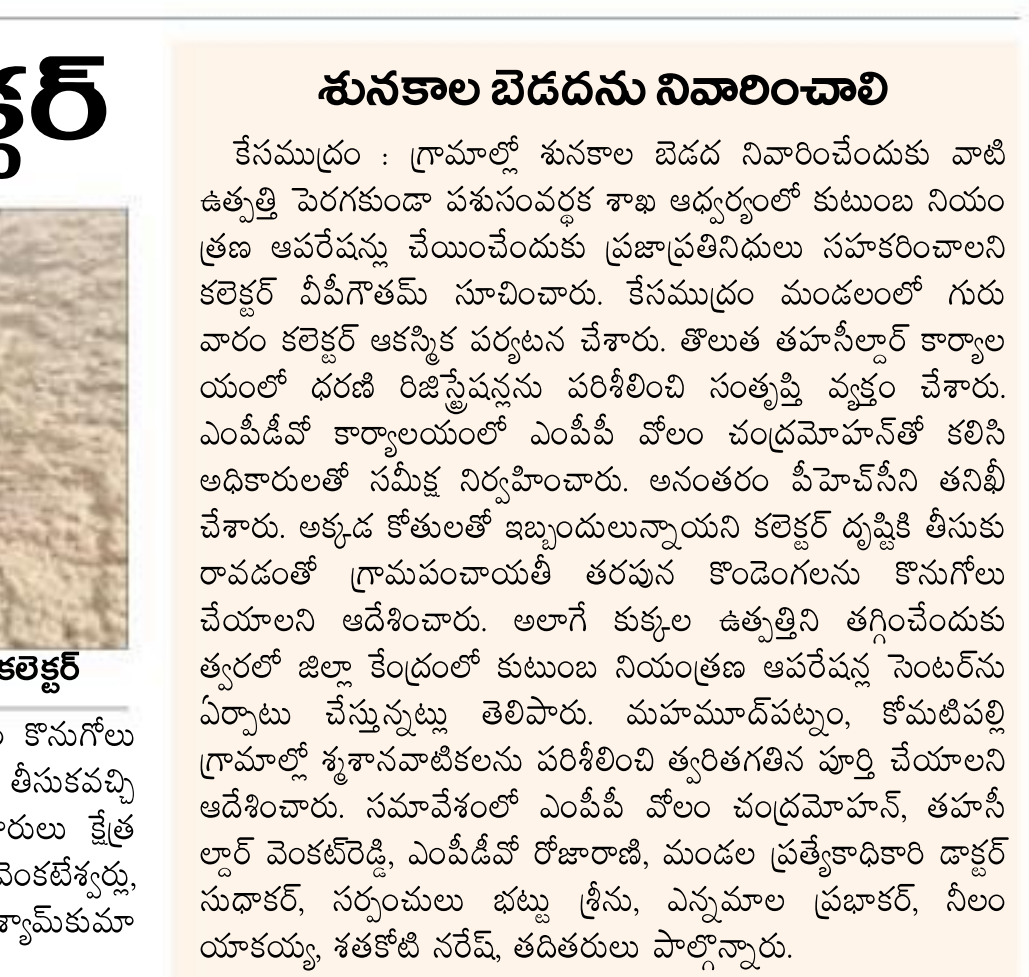 శునకాల బెడదను నివారించాలి
కేసముద్రం : గ్రామాల్లో శునకాల బెడద నివారించేందుకు వాటి
ఉత్పత్తి పెరగకుండా పశుసంవర్థక శాఖ ఆధ్వర్యంలో కుటుంబ నియం
త్రణ ఆపరేషన్లు చేయించేందుకు ప్రజాప్రతినిధులు సహకరించాలని
కలెక్టర్ వీపీగౌతమ్ సూచించారు. కేసముద్రం మండలంలో గురు
వారం కలెక్టర్ ఆకస్మిక పర్యటన చేశారు. తొలుత తహసీల్దార్ కార్యాల
యంలో ధరణి రిజిస్ట్రేషన్లను పరిశీలించి సంతృప్తి వ్యక్తం చేశారు.
ఎంపీడీవో కార్యాలయంలో ఎంపీపీ వోలం చంద్రమోహన్‌తో కలిసి
అధికారులతో సమీక్ష నిర్వహించారు. అనంతరం పీహెచ్‌సీని తనిఖీ
చేశారు. అక్కడ కోతులతో ఇబ్బందులున్నాయని కలెక్టర్ దృష్టికి తీసుకు
రావడంతో గ్రామపంచాయతీ తరపున కొండెంగలను కొనుగోలు
చేయాలని ఆదేశించారు. అలాగే కుక్కల ఉత్పత్తిని తగ్గించేందుకు
త్వరలో జిల్లా కేంద్రంలో కుటుంబ నియంత్రణ ఆపరేషన్ల సెంటర్‌ను
ఏర్పాటు చేస్తున్నట్లు తెలిపారు. మహమూద్‌పట్నం, కోమటిపల్లి
గ్రామాల్లో శ్మశానవాటికలను పరిశీలించి త్వరితగతిన పూర్తి చేయాలని
ఆదేశించారు. సమావేశంలో ఎంపీపీ వోలం చంద్రమోహన్, తహసీ
ల్దార్ వెంకట్‌రెడ్డి, ఎంపీడీవో రోజారాణి, మండల ప్రత్యేకాధికారి డాక్టర్
సుధాకర్, సర్పంచులు భట్టు శ్రీను, ఎన్నమాల ప్రభాకర్, నీలం
యాకయ్య, శతకోటి నరేష్, తదితరులు పాల్గొన్నారు.
కలెక్టర్
కొనుగోలు
తీసుకవచ్చి
క్షేత్ర